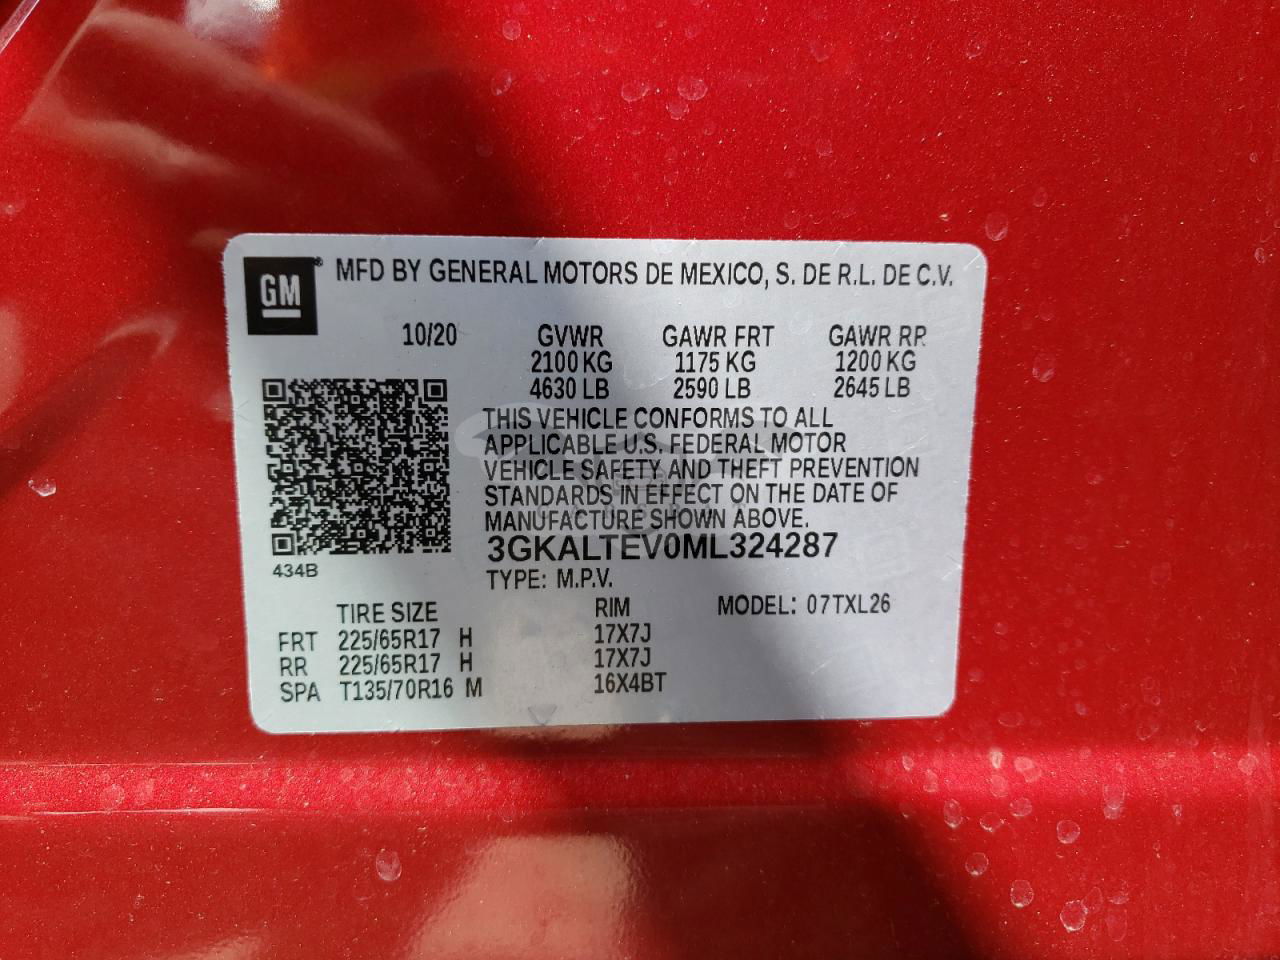 GM
MFD BY GENERAL MOTORS DE MEXICO, S. DE R.L. DE C.V.
10/20 GVWR GAWR FRT GAWR RR
2100 KG 1175 KG 1200 KG
4630 LB 2590 LB 2645 LB
THIS VEHICLE CONFORMS TO ALL
APPLICABLE U.S. FEDERAL MOTOR
VEHICLE SAFETY AND THEFT PREVENTION
STANDARDS IN EFFECT ON THE DATE OF
MANUFACTURE SHOWN ABOVE.
3GKALTEV0ML324287
434B
TYPE: M.P.V.
TIRE SIZE RIM MODEL: 07TXL26
FRT 225/65R17 H 17X7J
RR 225/65R17 H 17X7J
SPA T135/70R16 M 16X4BT